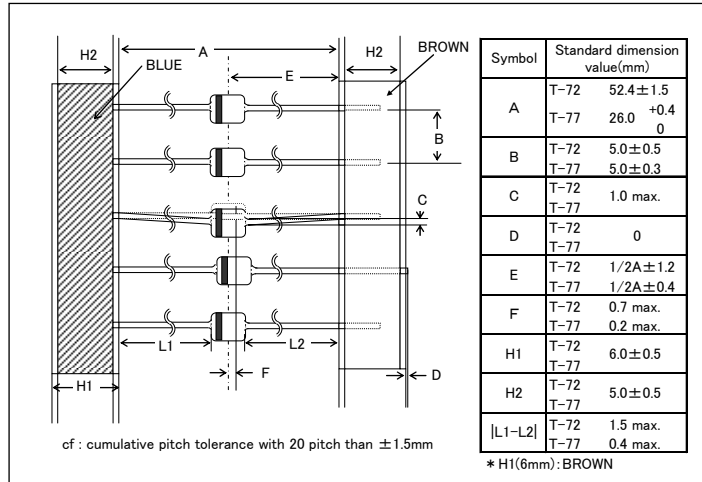 A
H2
H2
BLUE
BROWN
E
B
C
L1
L2
H1
F
D
cf : cumulative pitch tolerance with 20 pitch than ±1.5mm
Symbol Standard dimension
value(mm)
A T-72 52.4±1.5
T-77 26.0 +0.4
0
B T-72 5.0±0.5
T-77 5.0±0.3
C T-72 1.0 max.
T-77
D T-72 0
T-77
E T-72 1/2A±1.2
T-77 1/2A±0.4
F T-72 0.7 max.
T-77 0.2 max.
H1 T-72 6.0±0.5
T-77
H2 T-72 5.0±0.5
T-77
|L1-L2| T-72 1.5 max.
T-77 0.4 max.
* H1(6mm):BROWN